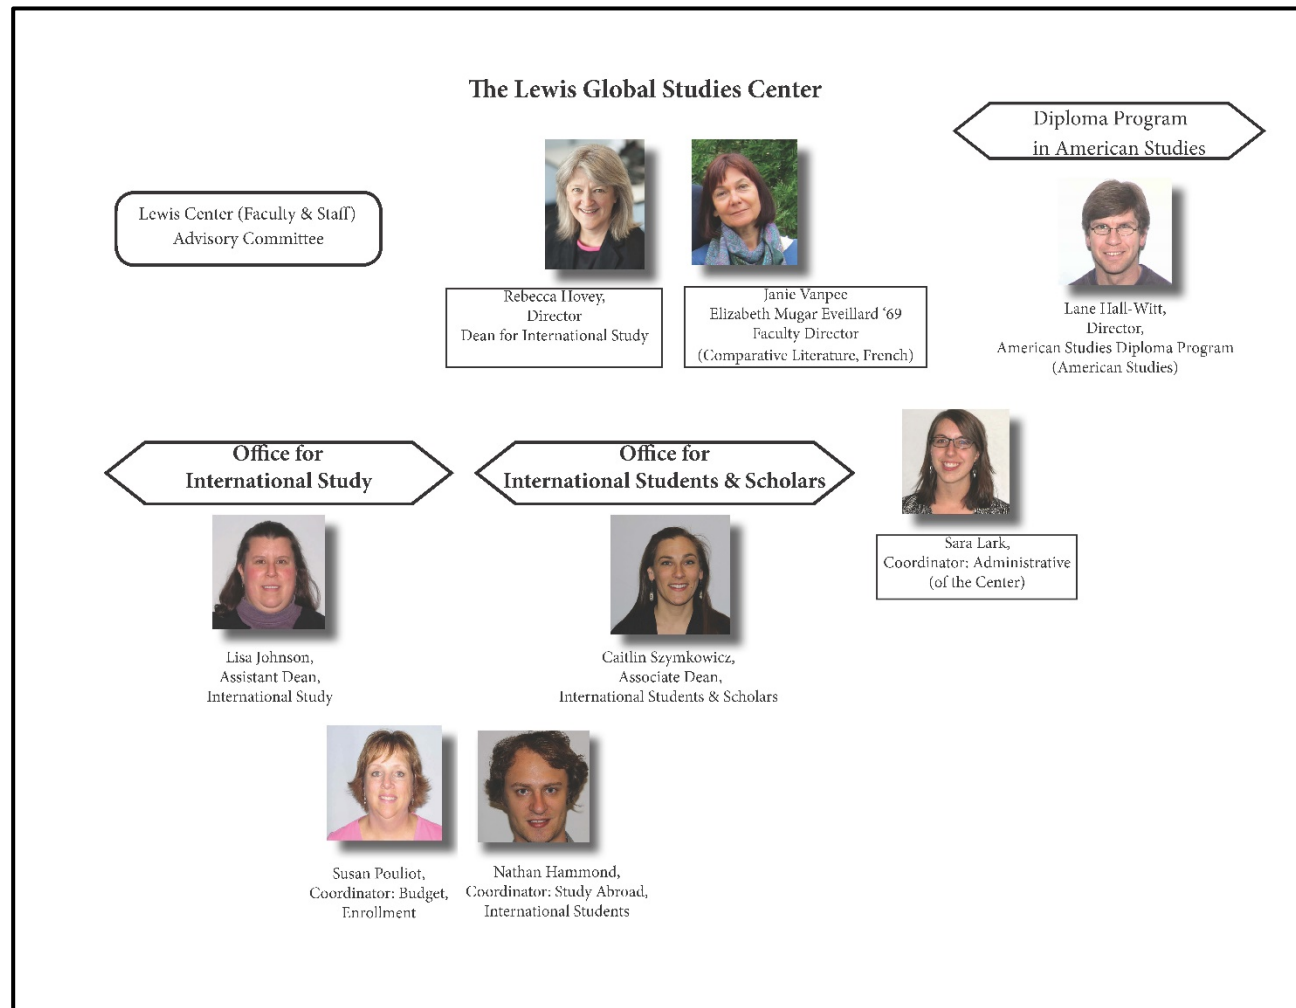 The Lewis Global Studies Center
Diploma Program
in American Studies
Lewis Center (Faculty & Staff)
Advisory Committee
Rebecca Hovey,
Director
Dean for International Study
Janie Vanpee
Elizabeth Mugar Eveillard ‘69
Faculty Director
(Comparative Literature, French)
Lane Hall-Witt,
Director,
American Studies Diploma Program
(American Studies)
Office for
International Study
Office for
International Students & Scholars
Sara Lark,
Coordinator: Administrative
(of the Center)
Lisa Johnson,
Assistant Dean,
International Study
Caitlin Szymkowicz,
Associate Dean,
International Students & Scholars
Susan Pouliot,
Coordinator: Budget,
Enrollment
Nathan Hammond,
Coordinator: Study Abroad,
International Students